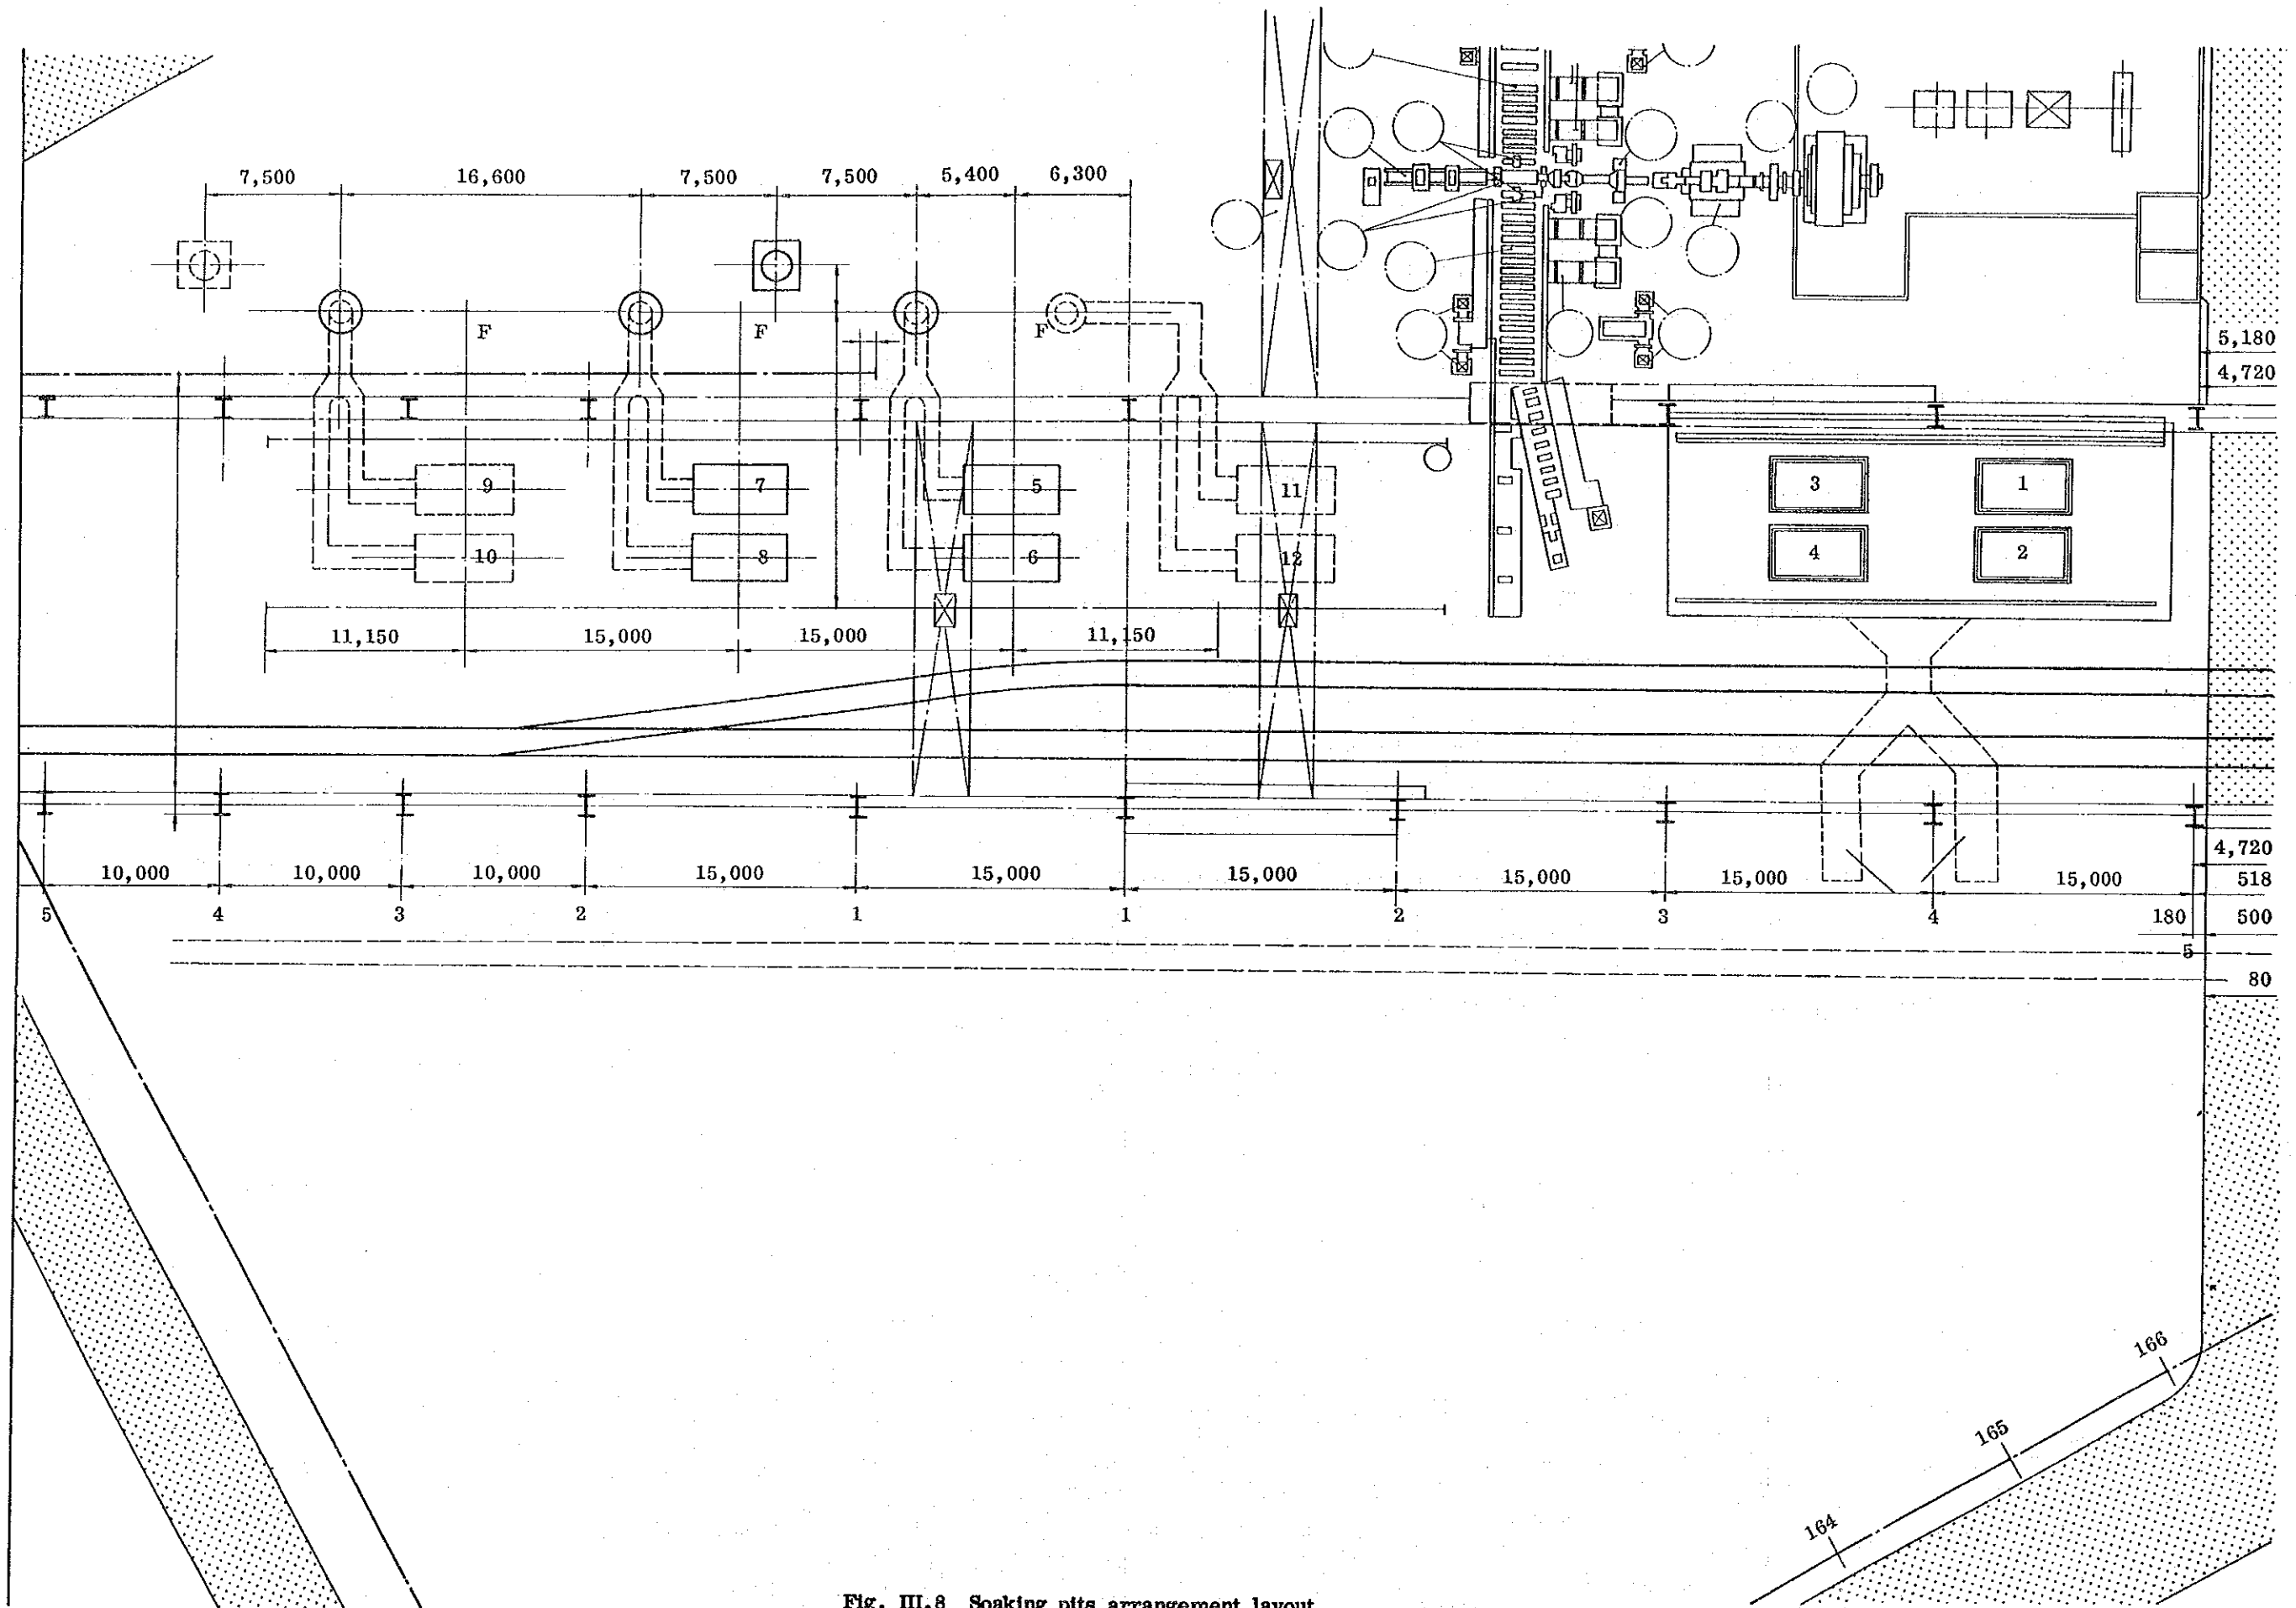 7,500 16,600 7,500 7,500 5,400 6,300
F F F
5,180
4,720
9 7 5 11 3 1
10 8 6 12 4 2
11,150 15,000 15,000 11,150
4,720
10,000 10,000 10,000 15,000 15,000 15,000 15,000 15,000 15,000 518
5 4 3 2 1 1 2 3 4 180 500
5
80
166
165
164
Fig. III.8 Soaking pits arrangement layout